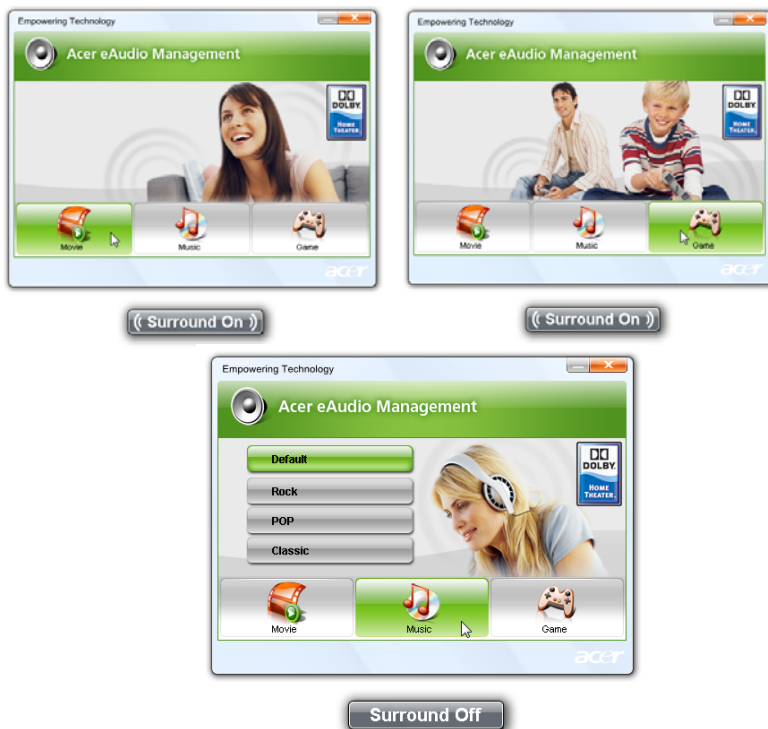 Empowering Technology
Acer eAudio Management
DOLBY
HOME
THEATER
Movie
Music
Game
acer
(( Surround On ))
Empowering Technology
Acer eAudio Management
DOLBY
HOME
THEATER
Movie
Music
Game
acer
(( Surround On ))
Empowering Technology
Acer eAudio Management
Default
Rock
POP
Classic
DOLBY
HOME
THEATER
Movie
Music
Game
acer
Surround Off